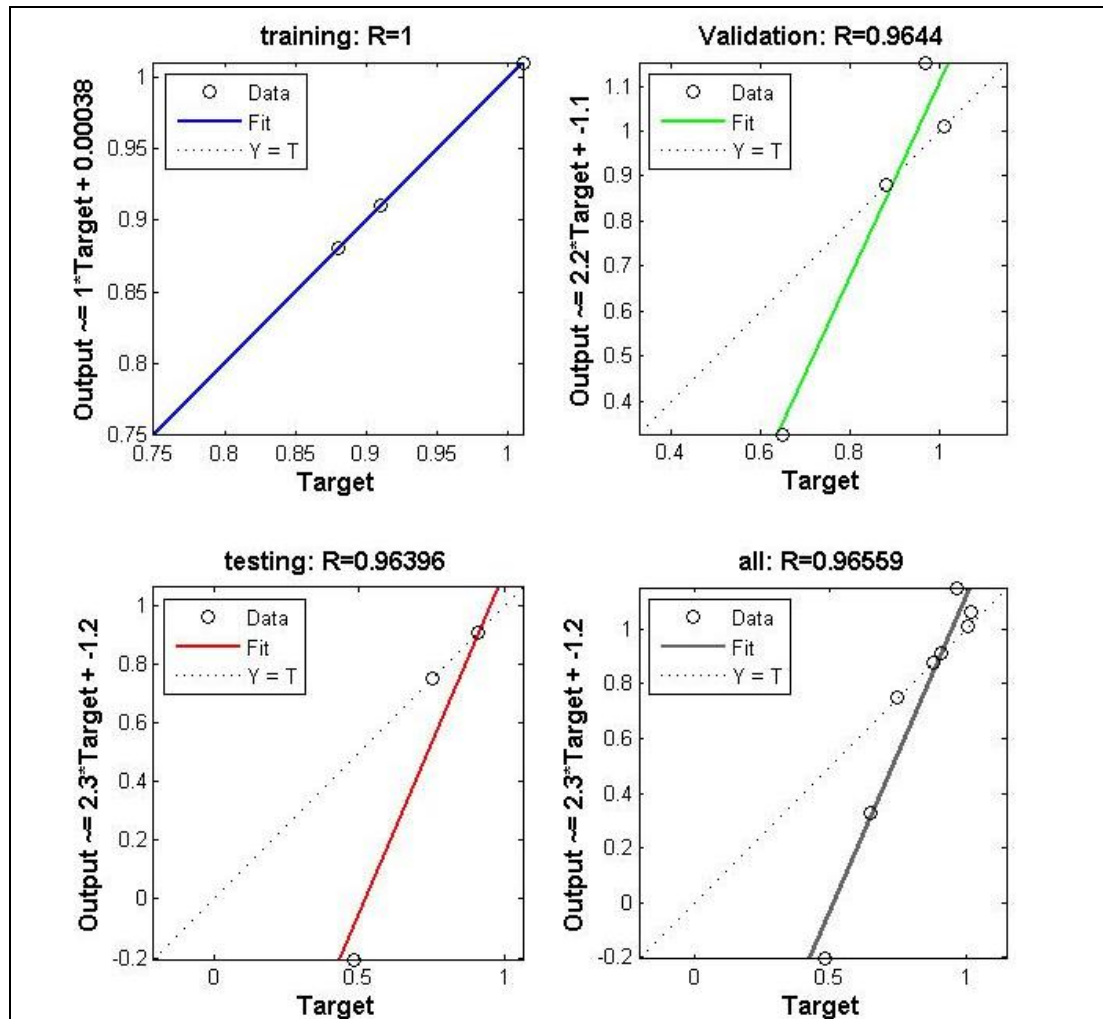 training: R=1
Output ~= 1*Target + 0.00038
1
0.95
0.9
0.85
0.8
0.75
Data
Fit
Y = T
0.75
0.8
0.85
0.9
0.95
1
Target
Validation: R=0.9644
Output ~= 2.2*Target + -1.1
1.1
1
0.9
0.8
0.7
0.6
0.5
0.4
Data
Fit
Y = T
0.4
0.6
0.8
1
Target
testing: R=0.96396
Output ~= 2.3*Target + -1.2
1
0.8
0.6
0.4
0.2
0
-0.2
Data
Fit
Y = T
0
0.5
1
Target
all: R=0.96559
Output ~= 2.3*Target + -1.2
1
0.8
0.6
0.4
0.2
0
-0.2
Data
Fit
Y = T
0
0.5
1
Target